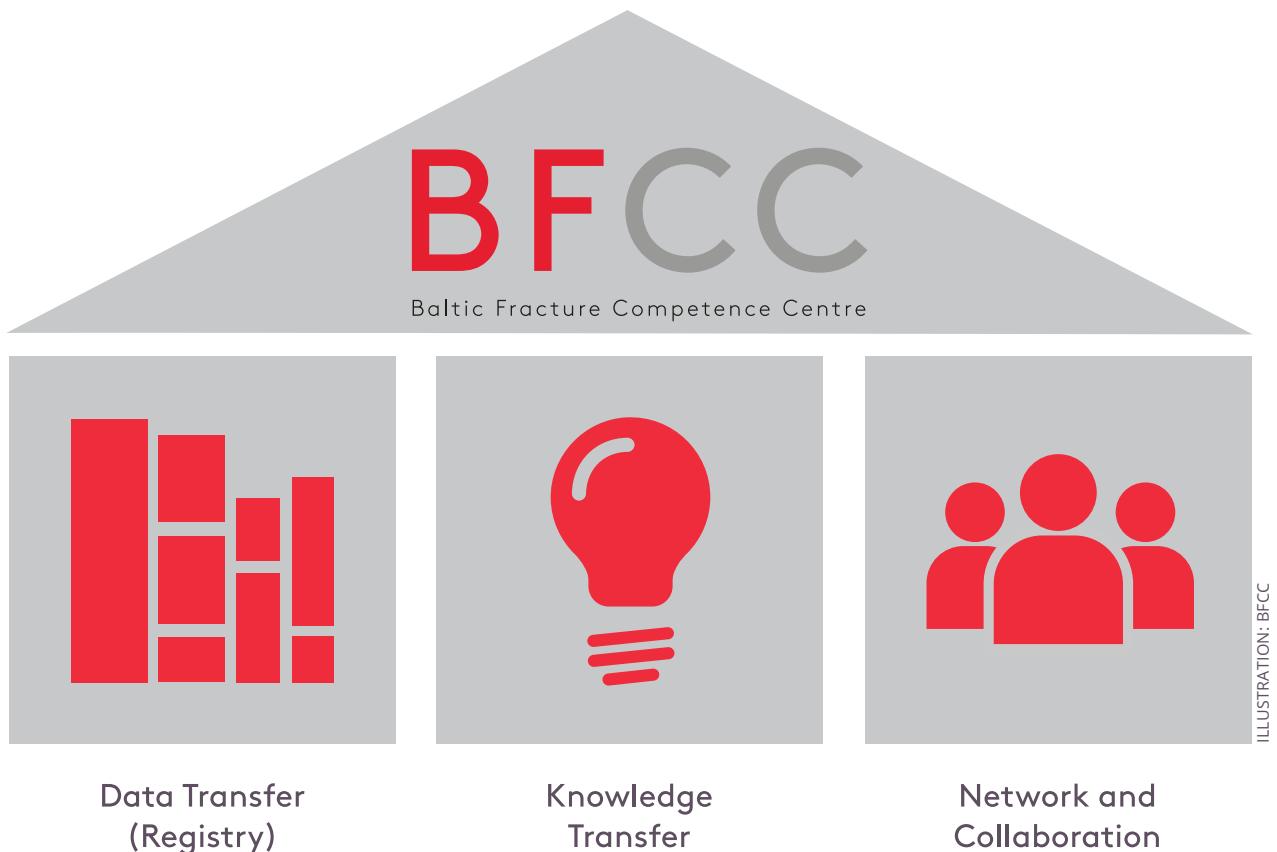 BFCC
Baltic Fracture Competence Centre
Data Transfer
(Registry)
Knowledge
Transfer
Network and
Collaboration
ILLUSTRATION: BFCC